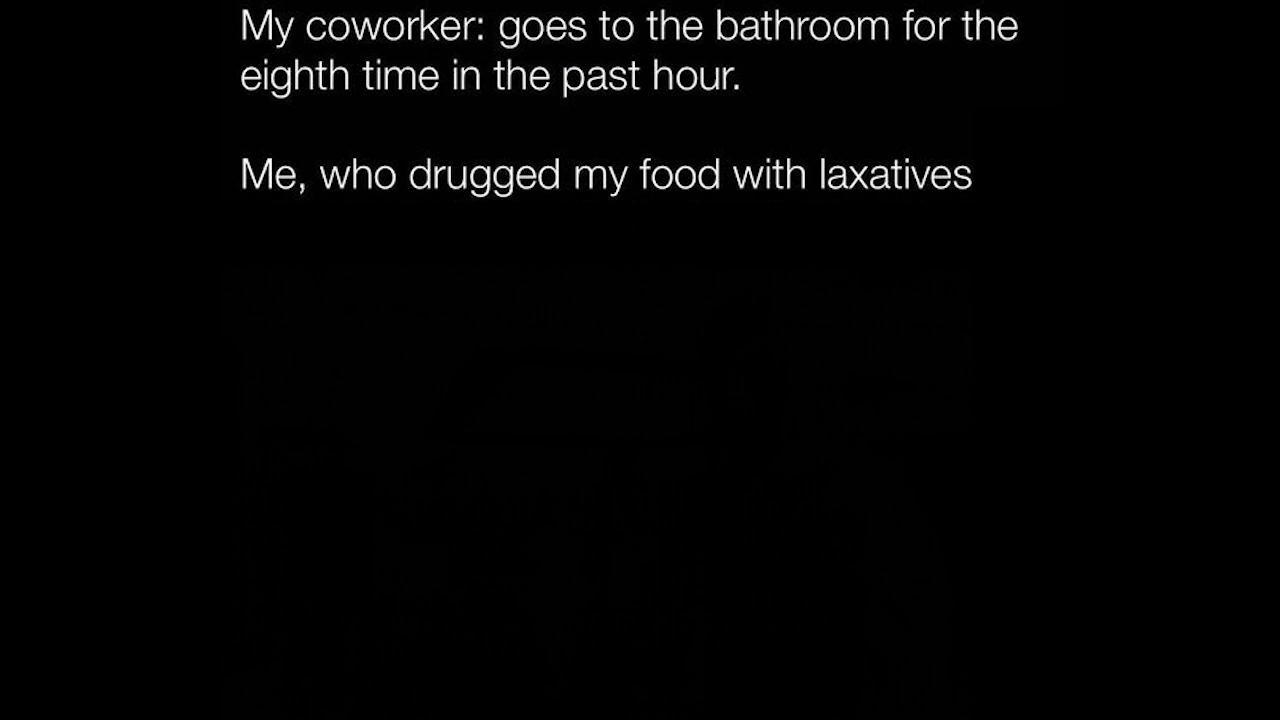 My coworker: goes to the bathroom for the
eighth time in the past hour.
Me, who drugged my food with laxatives